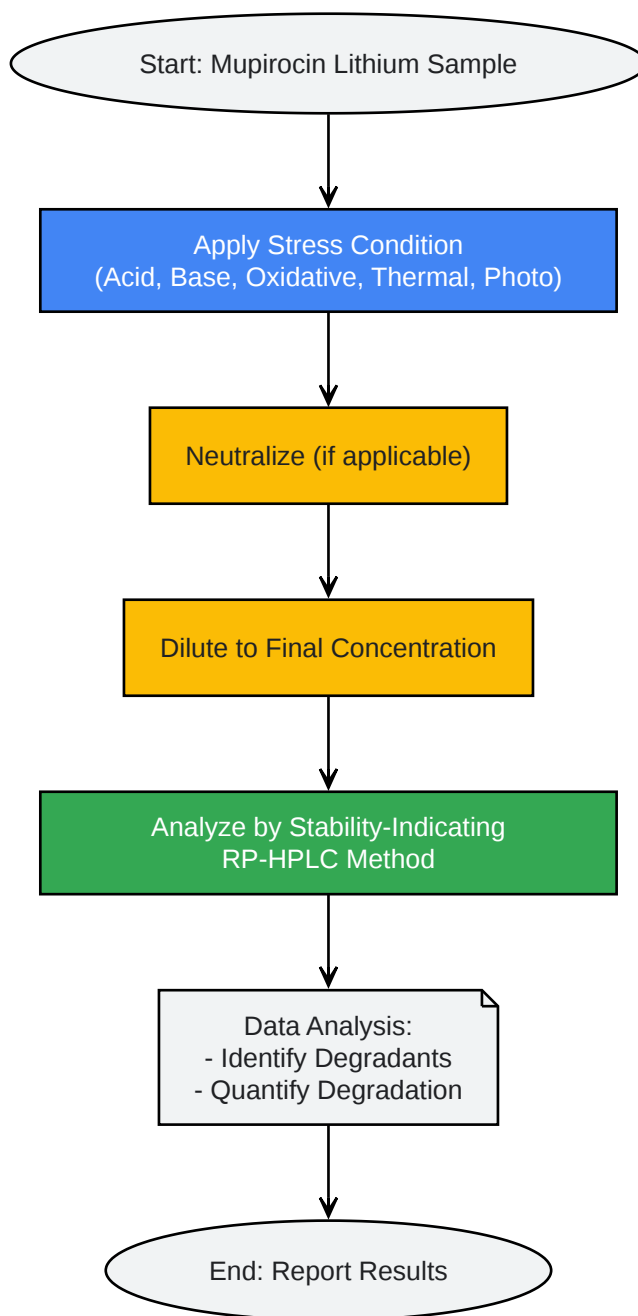 Start: Mupirocin Lithium Sample
Apply Stress Condition
(Acid, Base, Oxidative, Thermal, Photo)
Neutralize (if applicable)
Dilute to Final Concentration
Analyze by Stability-Indicating
RP-HPLC Method
Data Analysis:
- Identify Degradants
- Quantify Degradation
End: Report Results